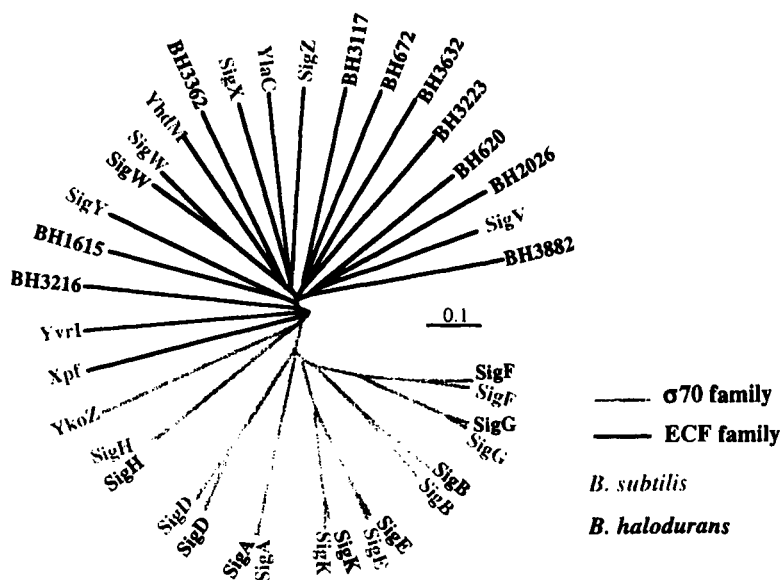 BH3117
BH672
BH3632
BH3223
BH620
BH2026
SigV
BH3882
SigZ
YlaC
SigX
BH3362
YhdM
SigW
SigW
SigY
BH1615
BH3216
YvrI
Xpf
YkoZ
SigH
SigH
SigD
SigD
SigA
SigA
SigK
SigK
SigE
SigE
SigB
SigB
SigG
SigG
SigF
SigF
0.1
σ70 family
ECF family
B. subtilis
B. halodurans